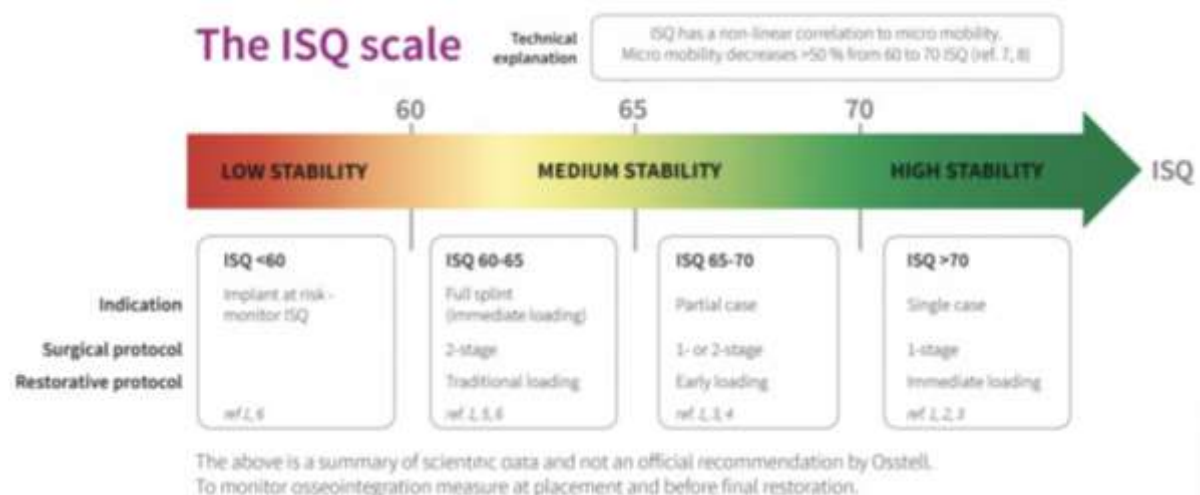 The ISQ scale
Technical
explanation
ISQ has a non-linear correlation to micro mobility.
Micro mobility decreases >50 % from 60 to 70 ISQ (ref. 7, 8)
60 65 70
LOW STABILITY MEDIUM STABILITY HIGH STABILITY ISQ
ISQ <60 ISQ 60-65 ISQ 65-70 ISQ >70
Indication
Implant at risk -
monitor ISQ
Full splint
(immediate loading)
Partial case
Single case
Surgical protocol 2-stage 1- or 2-stage 1-stage
Restorative protocol Traditional loading Early loading Immediate loading
ref 1, 6 ref. 1, 5, 6 ref. 1, 3, 4 ref. 1, 2, 3
The above is a summary of scientific data and not an official recommendation by Osstell.
To monitor osseointegration measure at placement and before final restoration.